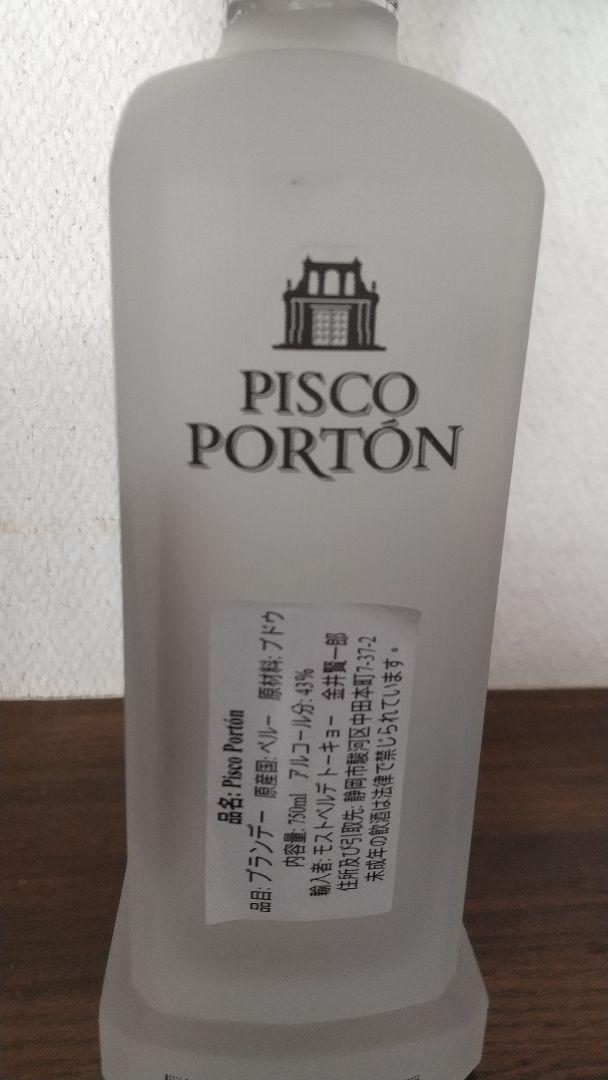 PISCO
PORTÓN
品名: Pisco Portón
品目: ブランデー 原産国: ペルー 原材料: ブドウ
内容量: 750ml アルコール分: 43%
輸入者: モストベルデトーキョー 金井賢一郎
住所及び引取先: 静岡市駿河区中田本町7-37-2
未成年の飲酒は法律で禁じられています。